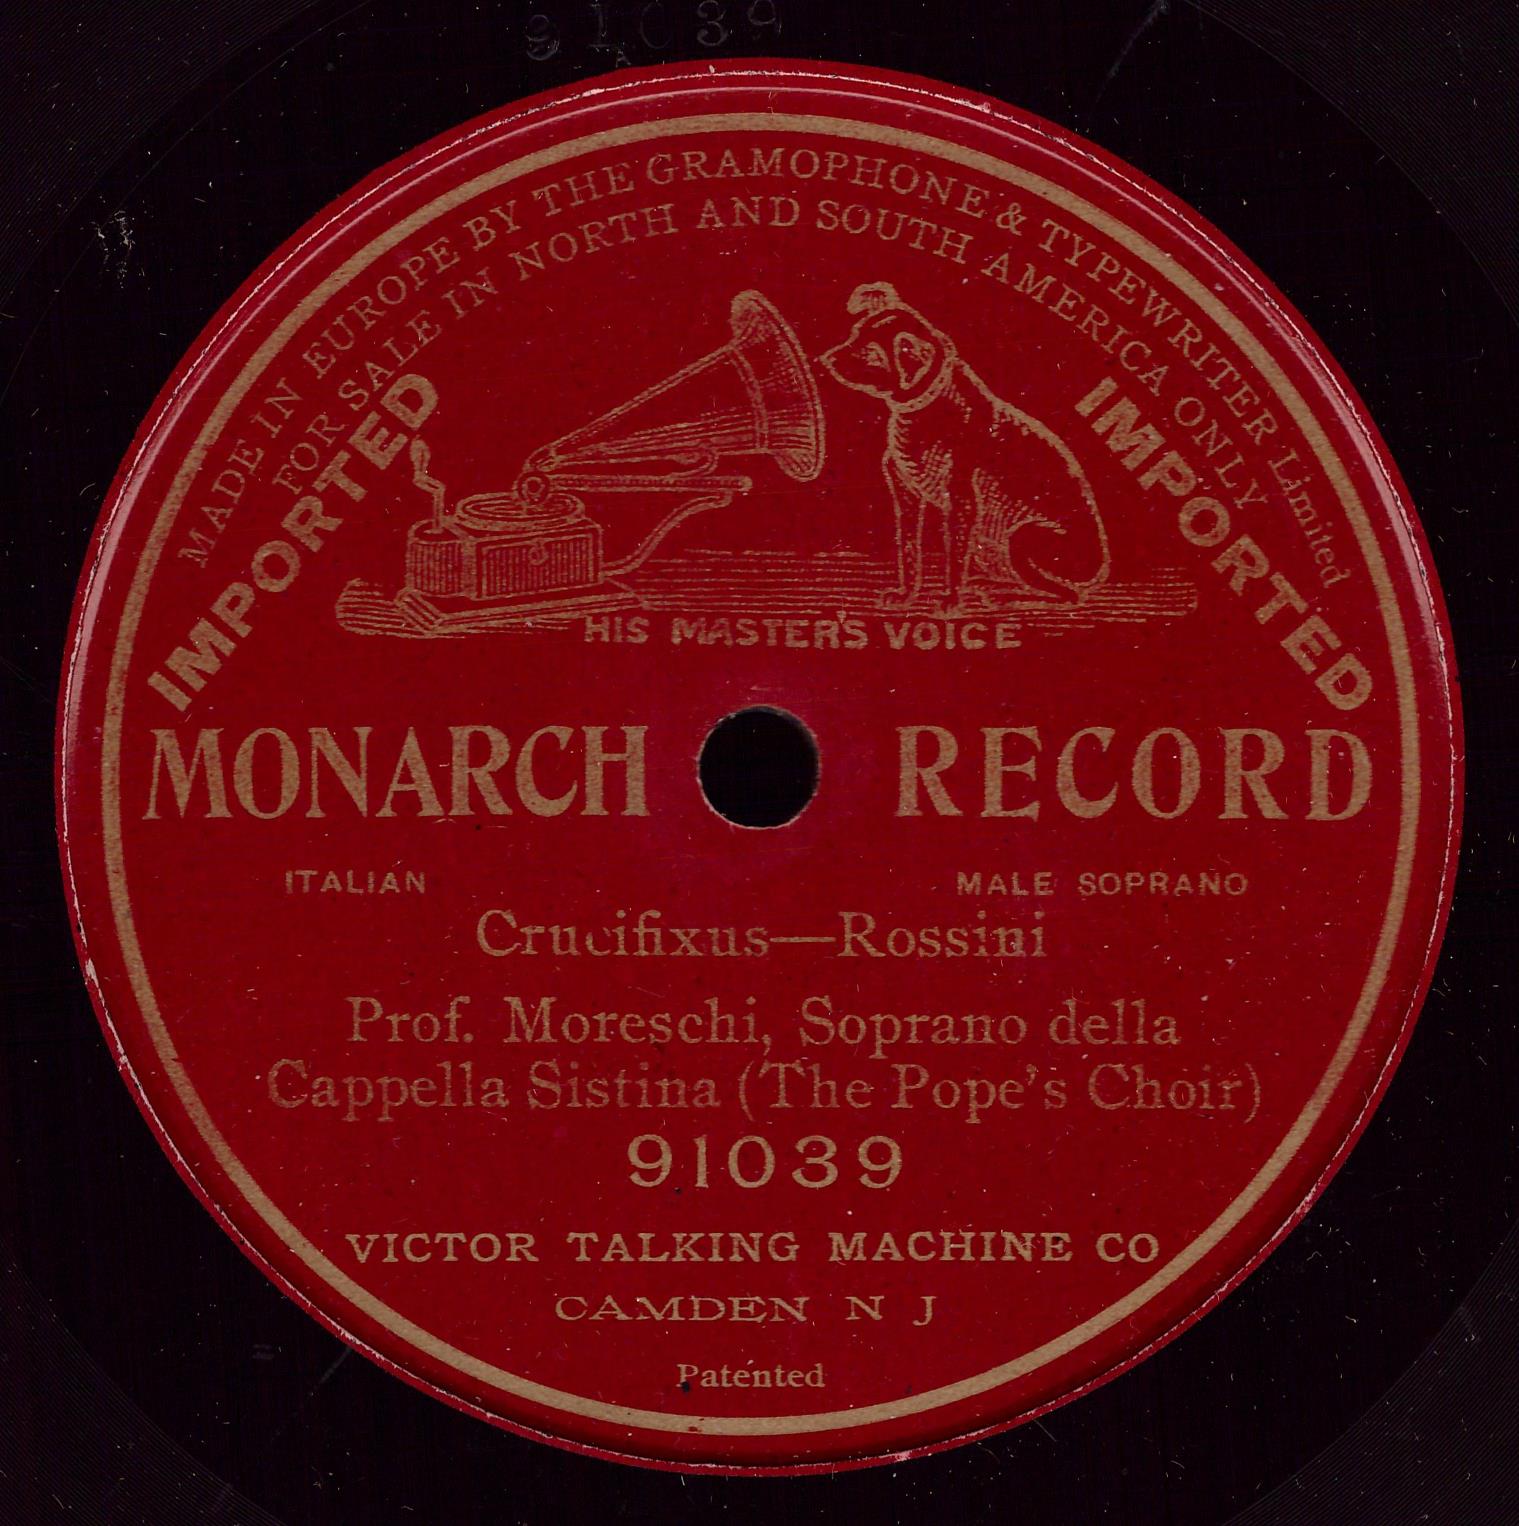 91039
MADE IN EUROPE BY THE GRAMOPHONE & TYPEWRITER Limited
FOR SALE IN NORTH AND SOUTH AMERICA ONLY
IMPORTED
IMPORTED
HIS MASTER'S VOICE
MONARCH RECORD
ITALIAN MALE SOPRANO
Crucifixus—Rossini
Prof. Moreschi, Soprano della
Cappella Sistina (The Pope's Choir)
91039
VICTOR TALKING MACHINE CO
CAMDEN N J
Patented